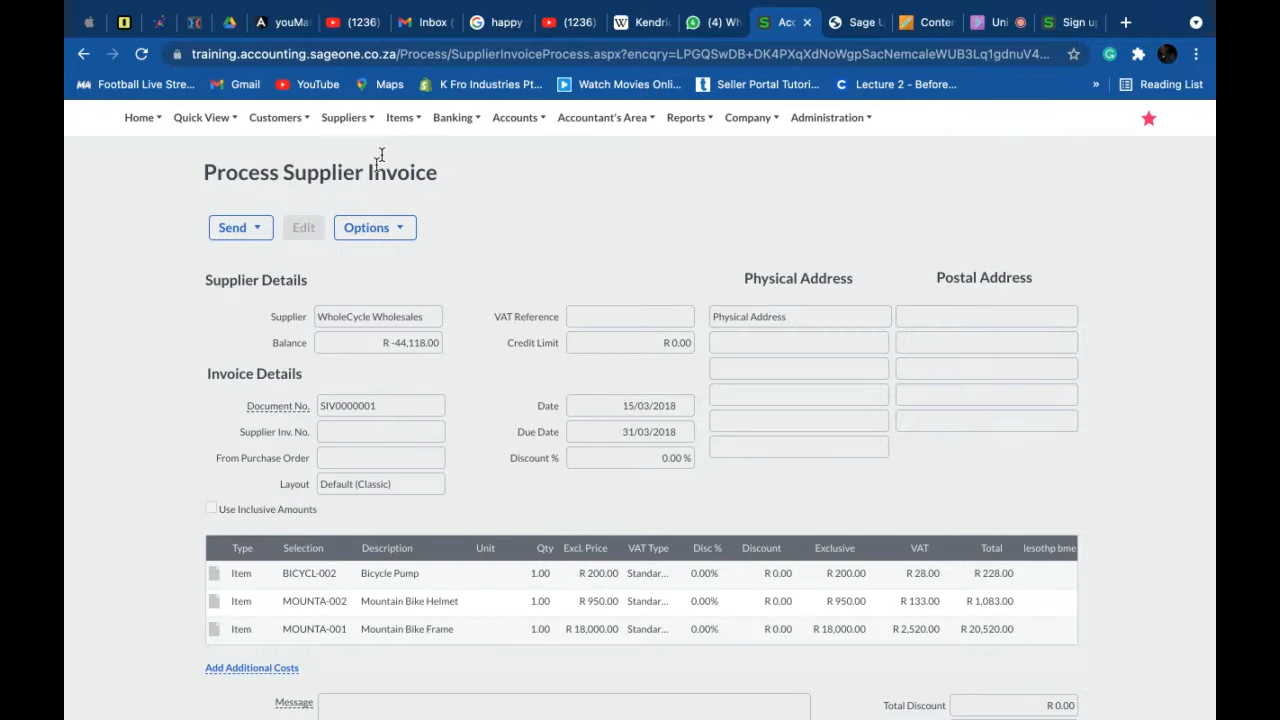 youMa
(1236)
Inbox (
happy
(1236)
Kendri
(4) Wh
Acc
Sage U
Conter
Uni
Sign up
training.accounting.sageone.co.za/Process/SupplierInvoiceProcess.aspx?encqry=LPGQSwDB+DK4PXqXdNoWgpSacNemcaleWUB3Lq1gdnuV4...
Football Live Stre... Gmail YouTube Maps K Fro Industries Pt... Watch Movies Onl... Seller Portal Tutori... Lecture 2 - Before... » Reading List
Home Quick View Customers Suppliers Items Banking Accounts Accountant's Area Reports Company Administration
Process Supplier Invoice
Send Edit Options
Supplier Details Physical Address Postal Address
Supplier WholeCycle Wholesales VAT Reference Physical Address
Balance R -44,118.00 Credit Limit R 0.00
Invoice Details
Document No. SIV0000001 Date 15/03/2018
Supplier Inv. No. Due Date 31/03/2018
From Purchase Order Discount % 0.00 %
Layout Default (Classic)
Use Inclusive Amounts
Type Selection Description Unit Qty Excl. Price VAT Type Disc % Discount Exclusive VAT Total lesothp bme
Item BICYCL-002 Bicycle Pump 1.00 R 200.00 Standar... 0.00% R 0.00 R 200.00 R 28.00 R 228.00
Item MOUNTA-002 Mountain Bike Helmet 1.00 R 950.00 Standar... 0.00% R 0.00 R 950.00 R 133.00 R 1,083.00
Item MOUNTA-001 Mountain Bike Frame 1.00 R 18,000.00 Standar... 0.00% R 0.00 R 18,000.00 R 2,520.00 R 20,520.00
Add Additional Costs
Message Total Discount R 0.00